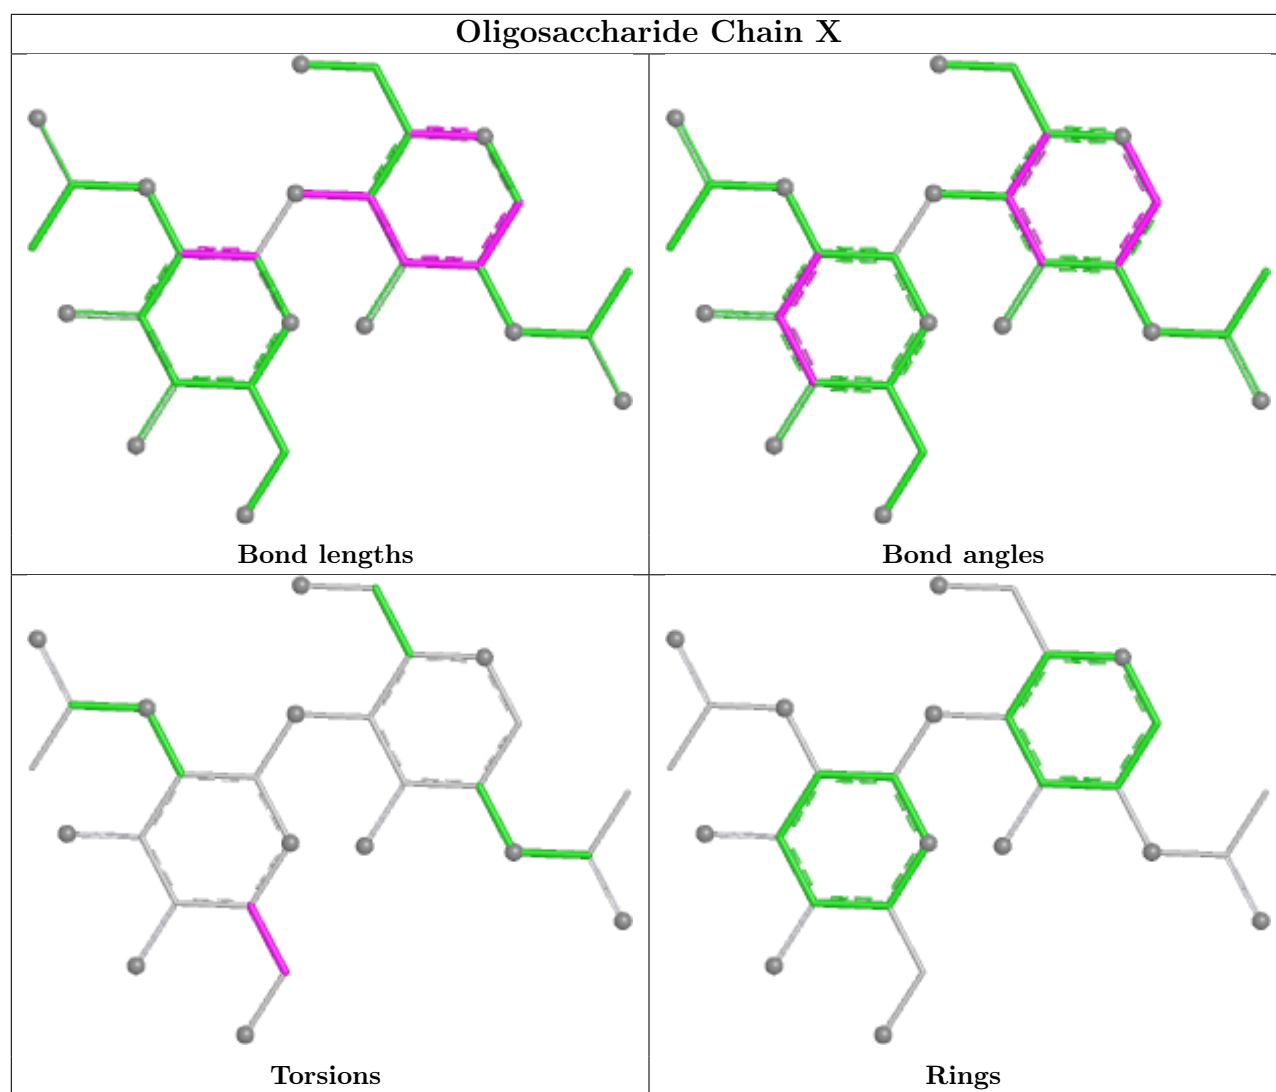 Oligosaccharide Chain X
Bond lengths
Bond angles
Torsions
Rings